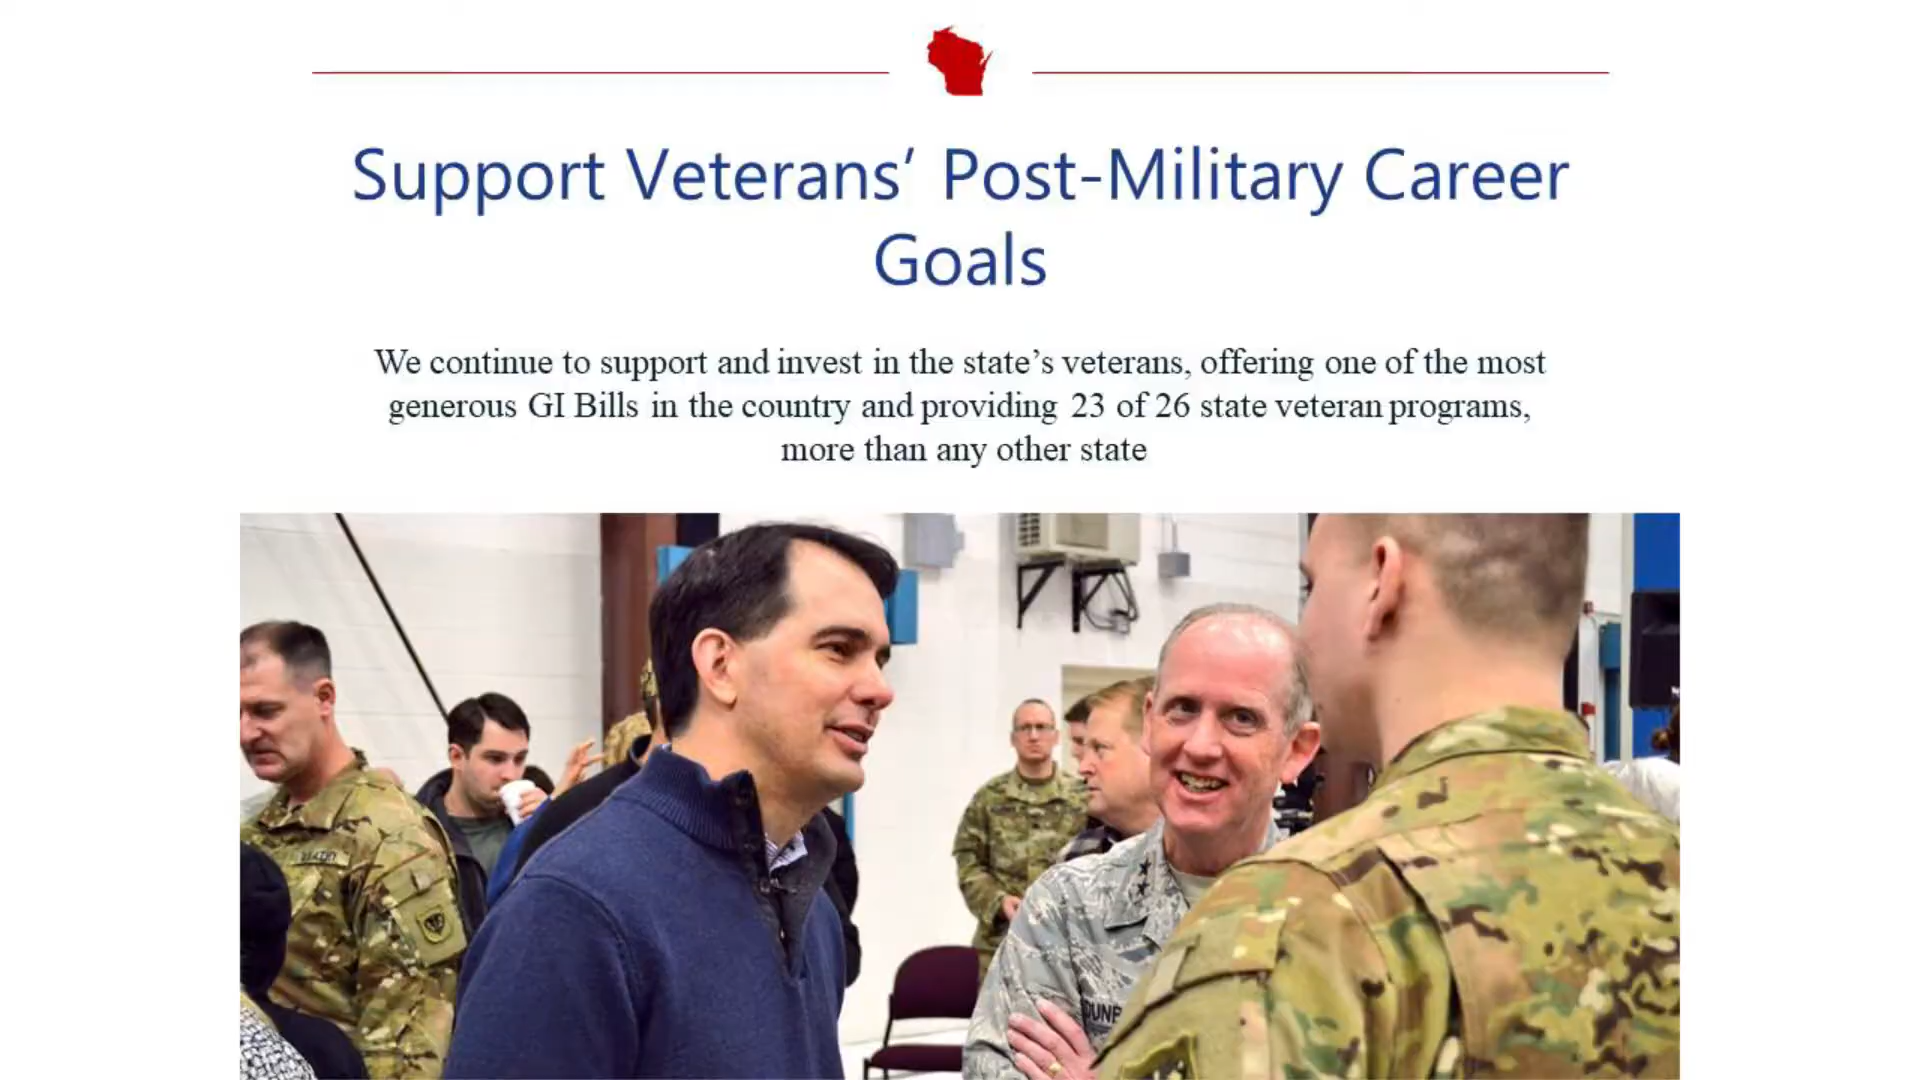 Support Veterans’ Post-Military Career
Goals
We continue to support and invest in the state’s veterans, offering one of the most
generous GI Bills in the country and providing 23 of 26 state veteran programs,
more than any other state